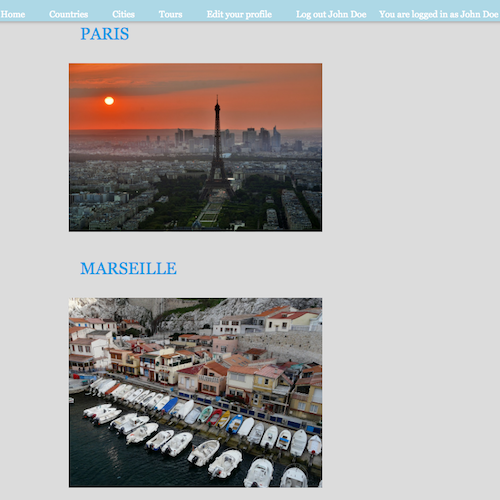 Home Countries Cities Tours Edit your profile Log out John Doe You are logged in as John Doe
PARIS
MARSEILLE